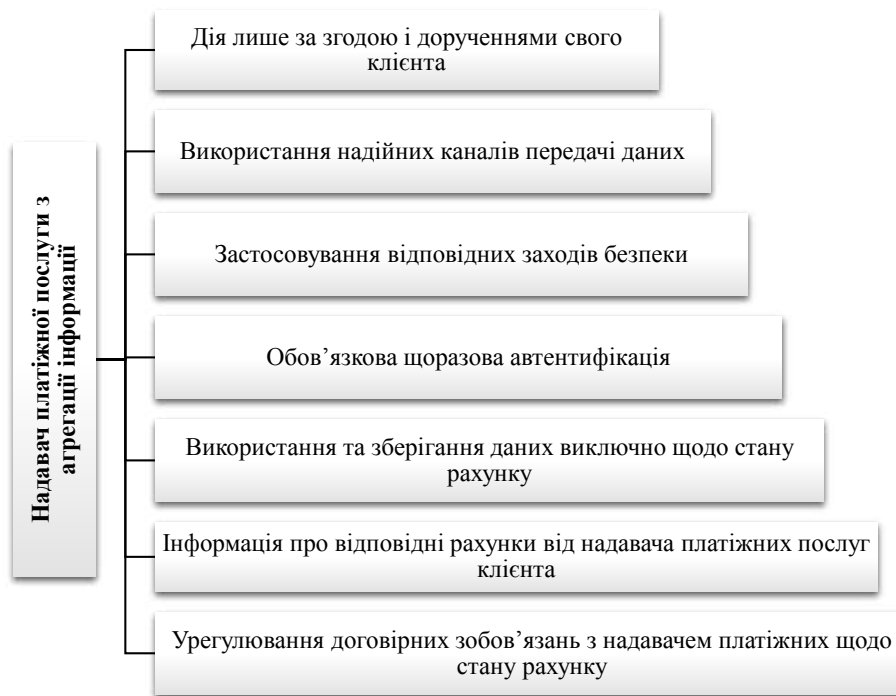 Надавач платіжної послуги з
агрегації інформації
Дія лише за згодою і дорученнями свого
клієнта
Використання надійних каналів передачі даних
Застосовування відповідних заходів безпеки
Обов’язкова щоразова автентифікація
Використання та зберігання даних виключно щодо стану
рахунку
Інформація про відповідні рахунки від надавача платіжних послуг
клієнта
Урегулювання договірних зобов’язань з надавачем платіжних щодо
стану рахунку